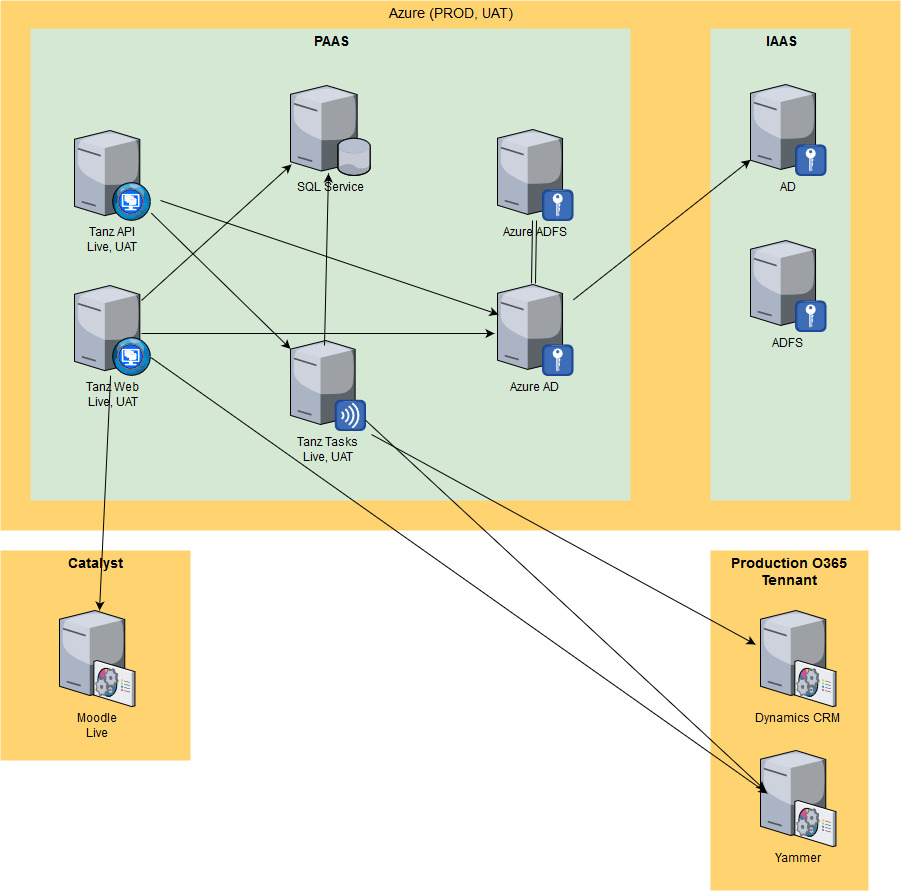 Azure (PROD, UAT)
PAAS
IAAS
SQL Service
AD
Tanz API
Live, UAT
Azure ADFS
ADFS
Tanz Web
Live, UAT
Azure AD
Tanz Tasks
Live, UAT
Catalyst
Moodle
Live
Production O365
Tennant
Dynamics CRM
Yammer